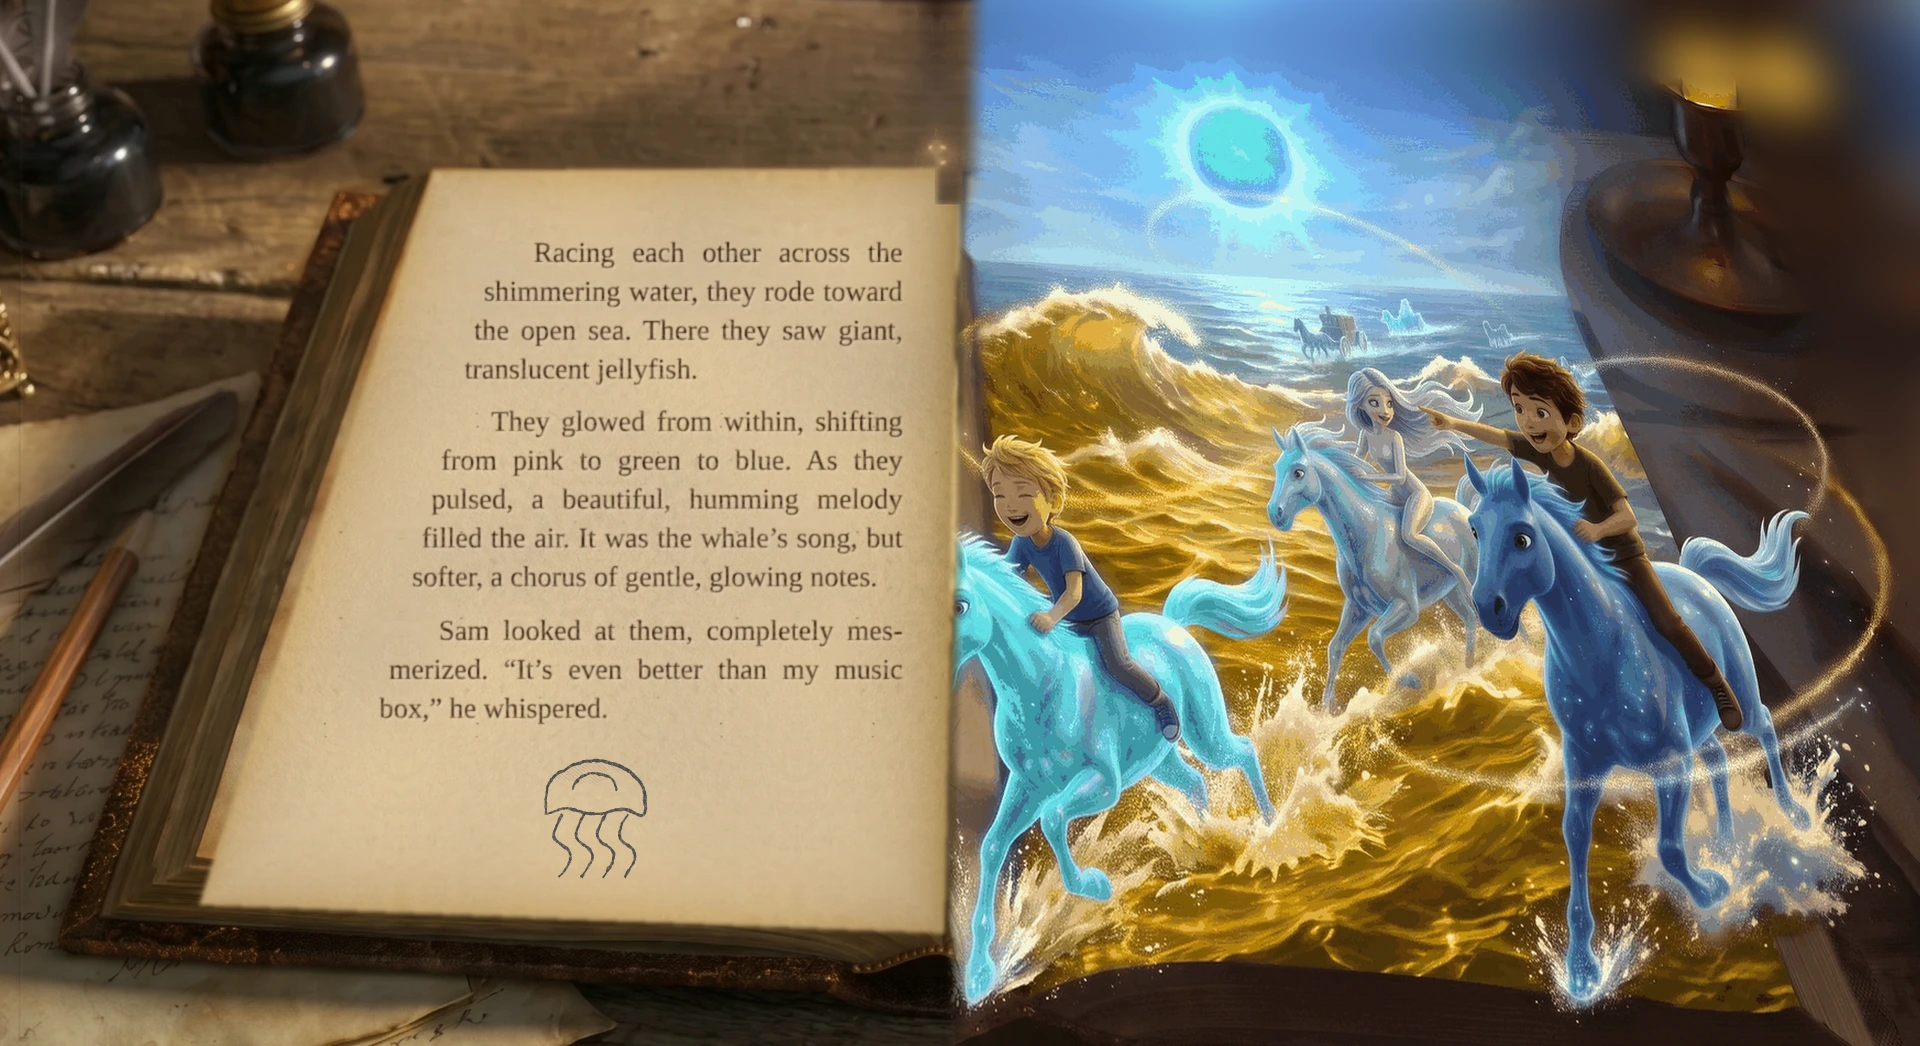 Racing each other across the
shimmering water, they rode toward
the open sea. There they saw giant,
translucent jellyfish.
They glowed from within, shifting
from pink to green to blue. As they
pulsed, a beautiful, humming melody
filled the air. It was the whale’s song, but
softer, a chorus of gentle, glowing notes.
Sam looked at them, completely mes-
merized. “It’s even better than my music
box,” he whispered.